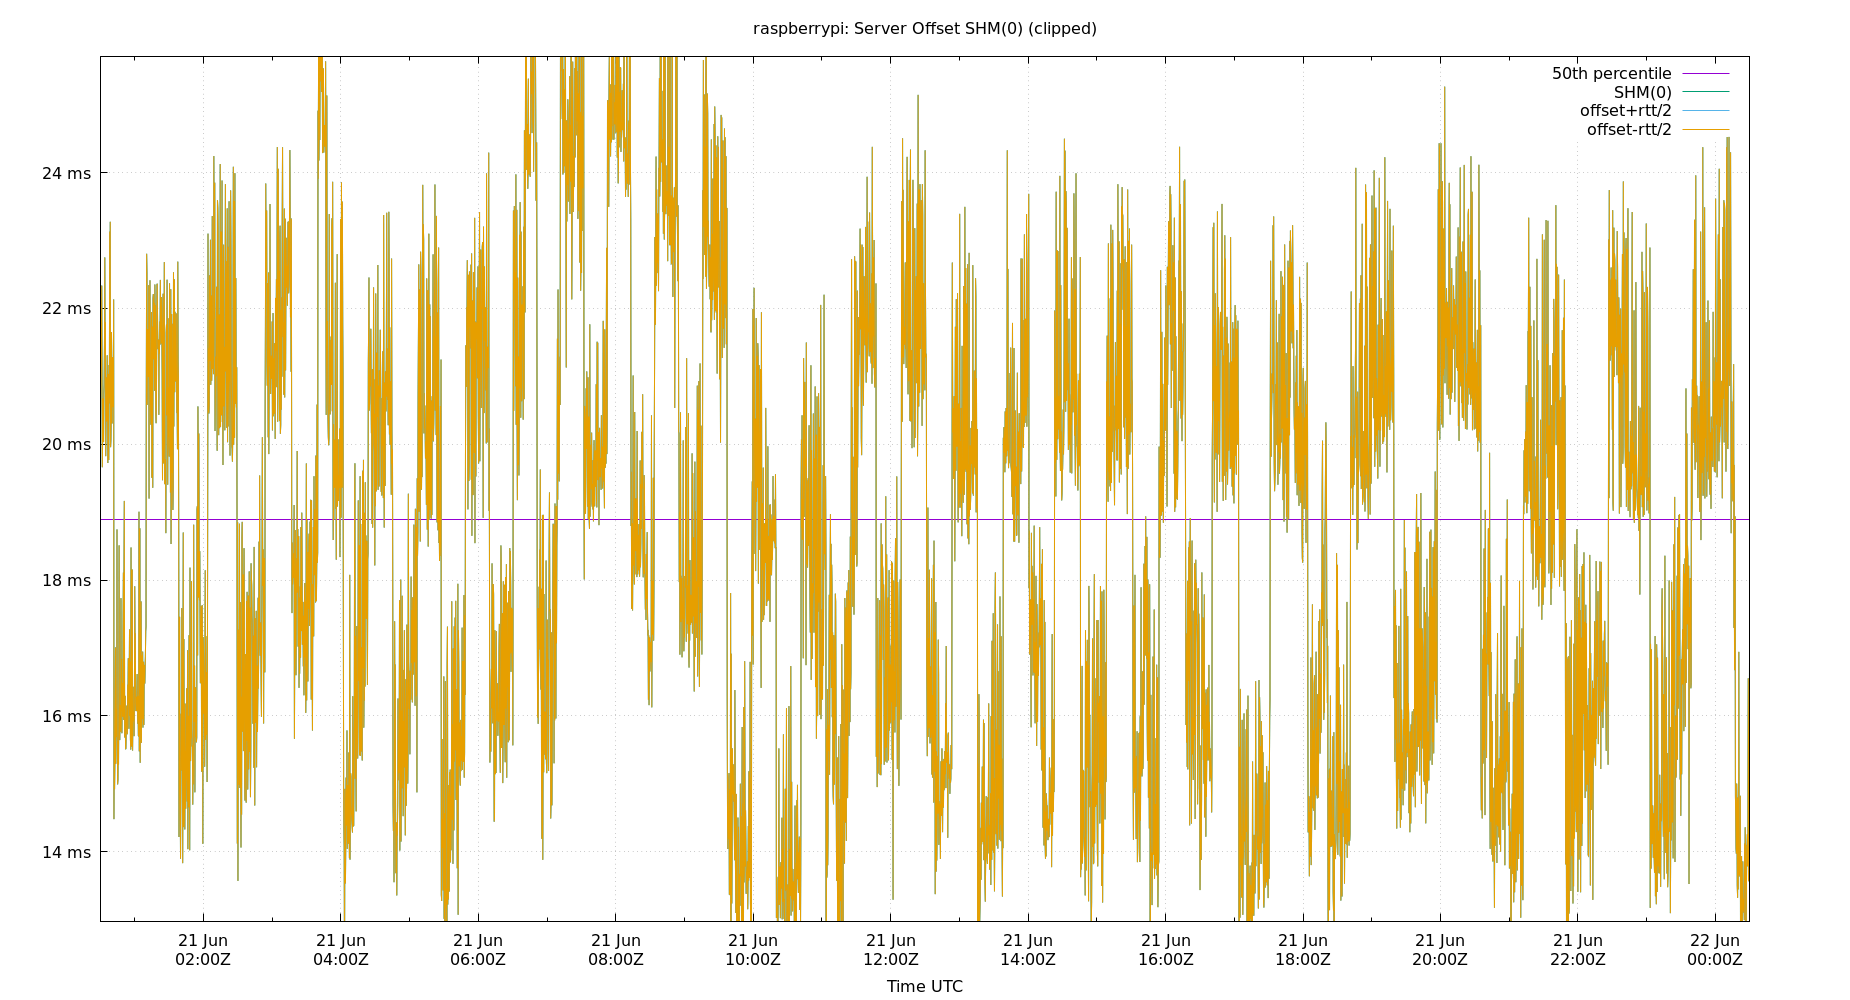 raspberrypi: Server Offset SHM(0) (clipped)
50th percentile
SHM(0)
offset+rtt/2
offset-rtt/2
24 ms
22 ms
20 ms
18 ms
16 ms
14 ms
21 Jun 21 Jun 21 Jun 21 Jun 21 Jun 21 Jun 21 Jun 21 Jun 21 Jun 21 Jun 21 Jun 22 Jun
02:00Z 04:00Z 06:00Z 08:00Z 10:00Z 12:00Z 14:00Z 16:00Z 18:00Z 20:00Z 22:00Z 00:00Z
Time UTC